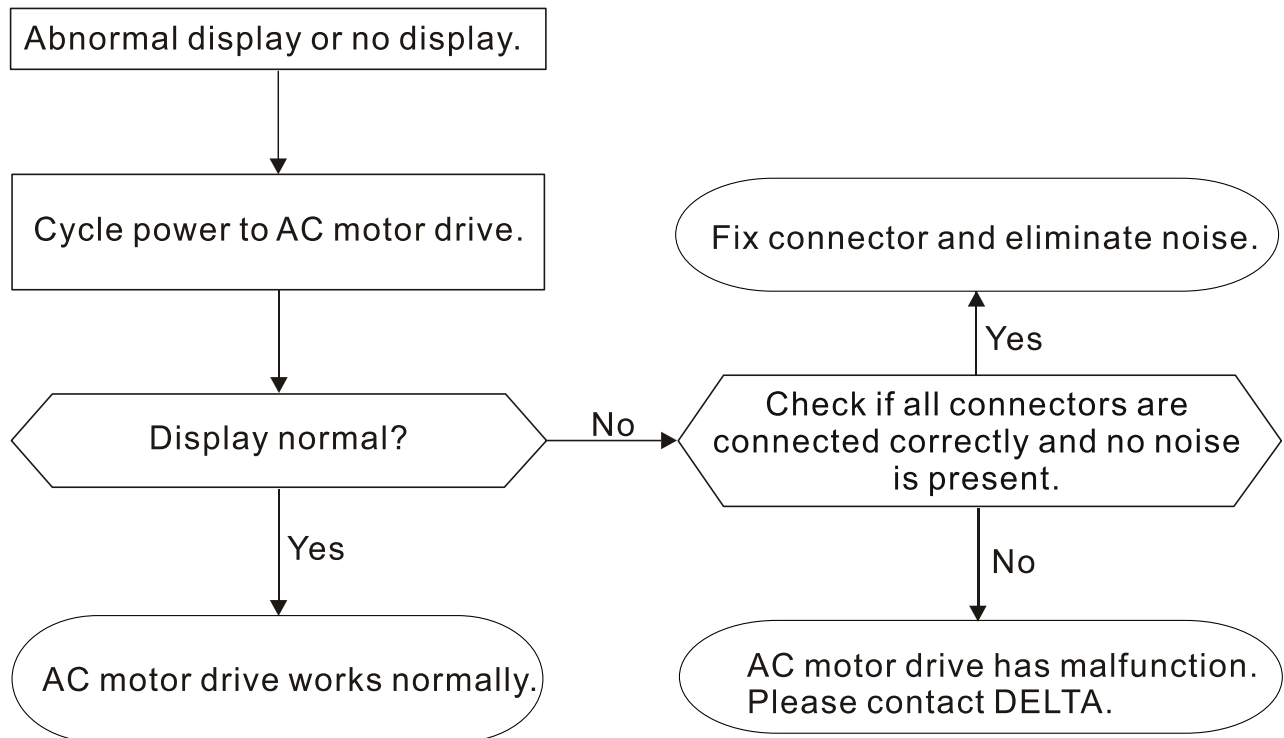 Abnormal display or no display.
Cycle power to AC motor drive.
Fix connector and eliminate noise.
Yes
Display normal?
No
Check if all connectors are
connected correctly and no noise
is present.
Yes
No
AC motor drive works normally.
AC motor drive has malfunction.
Please contact DELTA.